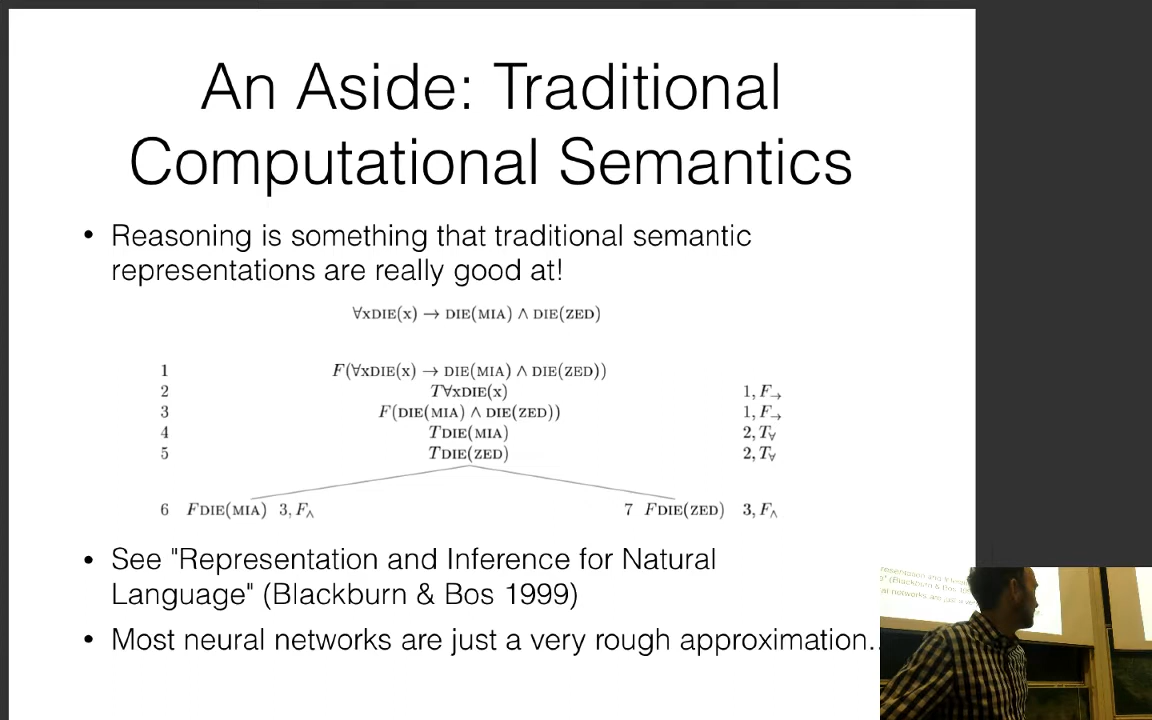 An Aside: Traditional
Computational Semantics
• Reasoning is something that traditional semantic
representations are really good at!
∀xDIE(x) → DIE(MIA) ∧ DIE(ZED)
1 F(∀xDIE(x) → DIE(MIA) ∧ DIE(ZED))
2 T∀xDIE(x) 1, F→
3 F(DIE(MIA) ∧ DIE(ZED)) 1, F→
4 TDIE(MIA) 2, T∀
5 TDIE(ZED) 2, T∀
6 FDIE(MIA) 3, F∧ 7 FDIE(ZED) 3, F∧
• See "Representation and Inference for Natural
Language" (Blackburn & Bos 1999)
• Most neural networks are just a very rough approximation..